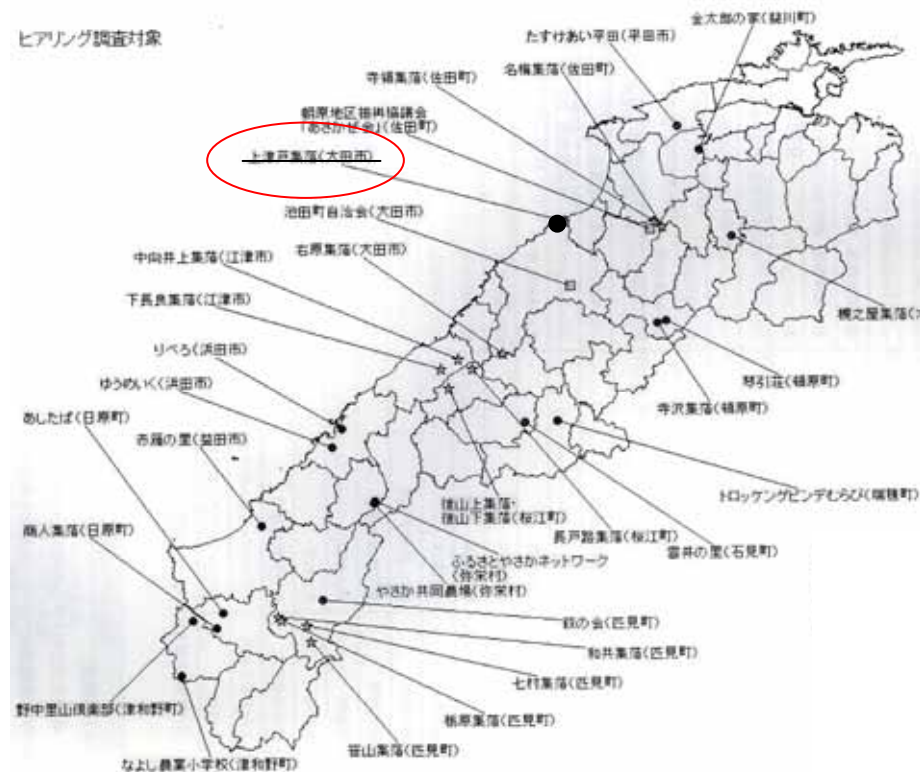 ヒアリング調査対象
金太郎の家(斐川町)
たすけあい平田(平田市)
名梅集落(佐田町)
寺領集落(佐田町)
朝原地区振興協議会
「あさかぜ会」(佐田町)
上津戸集落(大田市)
池田町自治会(大田市)
右原集落(大田市)
中向井上集落(江津市)
下長良集落(江津市)
りべろ(浜田市)
ゆうめいく(浜田市)
あしたば(日原町)
赤雁の里(益田市)
商人集落(日原町)
琴引荘(頓原町)
寺沢集落(頓原町)
トロッケンゲビンデむらび(瑞穂町)
後山上集落・
後山下集落(桜江町)
長戸路集落(桜江町)
雲井の里(石見町)
ふるさとやさかネットワーク
(弥栄村)
やさか共同農場(弥栄村)
萩の会(匹見町)
和共集落(匹見町)
七村集落(匹見町)
栃原集落(匹見町)
笹山集落(匹見町)
野中里山倶楽部(津和野町)
なよし農業小学校(津和野町)